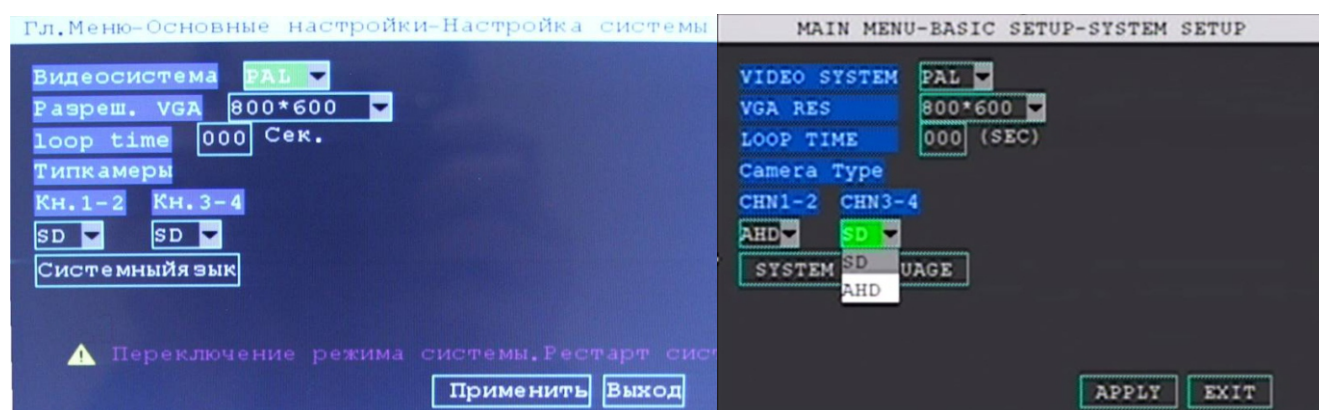 Гл.Меню-Основные настройки-Настройка системы
Видеосистема PAL
Разреш. VGA 800*600
loop time 000 Сек.
Типкамеры
Кн.1-2 Кн.3-4
SD SD
Системныйязык
Переключение режима системы.Рестарт сис
Применить Выход
MAIN MENU-BASIC SETUP-SYSTEM SETUP
VIDEO SYSTEM PAL
VGA RES 800*600
LOOP TIME 000 (SEC)
Camera Type
CHN1-2 CHN3-4
AHD SD
SYSTEM SD UAGE
AHD
APPLY EXIT